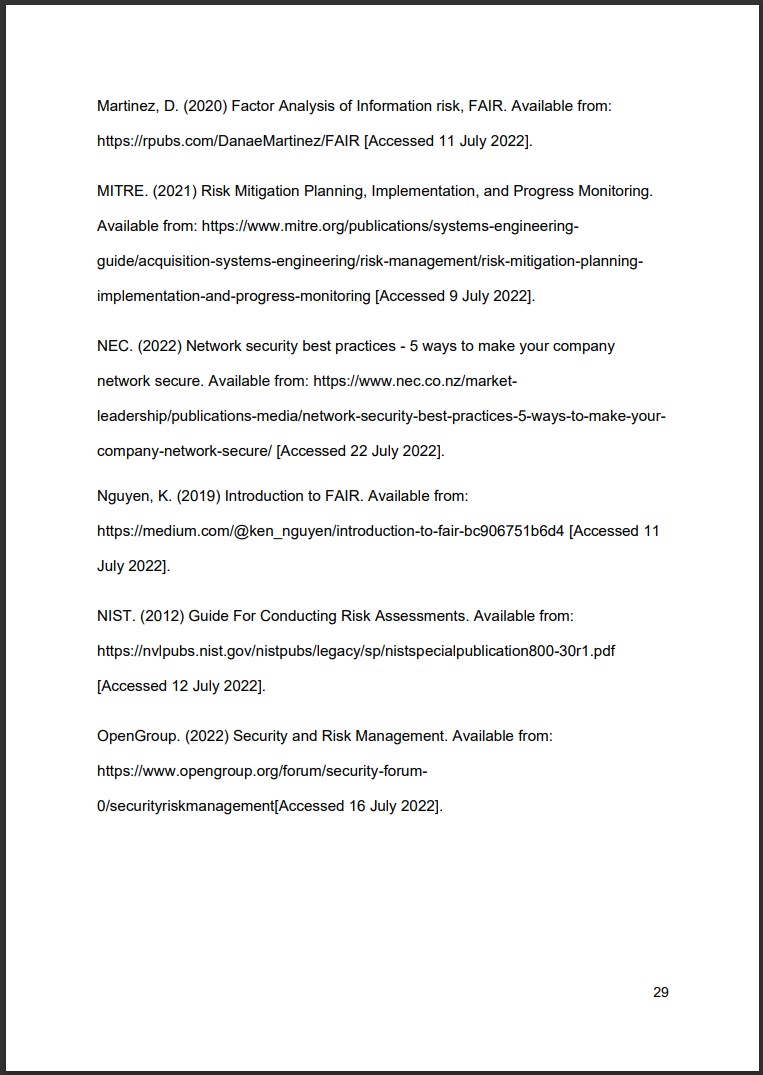 Martinez, D. (2020) Factor Analysis of Information risk, FAIR. Available from:
https://rpubs.com/DanaeMartinez/FAIR [Accessed 11 July 2022].
MITRE. (2021) Risk Mitigation Planning, Implementation, and Progress Monitoring.
Available from: https://www.mitre.org/publications/systems-engineering-
guide/acquisition-systems-engineering/risk-management/risk-mitigation-planning-
implementation-and-progress-monitoring [Accessed 9 July 2022].
NEC. (2022) Network security best practices - 5 ways to make your company
network secure. Available from: https://www.nec.co.nz/market-
leadership/publications-media/network-security-best-practices-5-ways-to-make-your-
company-network-secure/ [Accessed 22 July 2022].
Nguyen, K. (2019) Introduction to FAIR. Available from:
https://medium.com/@ken_nguyen/introduction-to-fair-bc906751b6d4 [Accessed 11
July 2022].
NIST. (2012) Guide For Conducting Risk Assessments. Available from:
https://nvlpubs.nist.gov/nistpubs/legacy/sp/nistspecialpublication800-30r1.pdf
[Accessed 12 July 2022].
OpenGroup. (2022) Security and Risk Management. Available from:
https://www.opengroup.org/forum/security-forum-
0/securityriskmanagement[Accessed 16 July 2022].
29